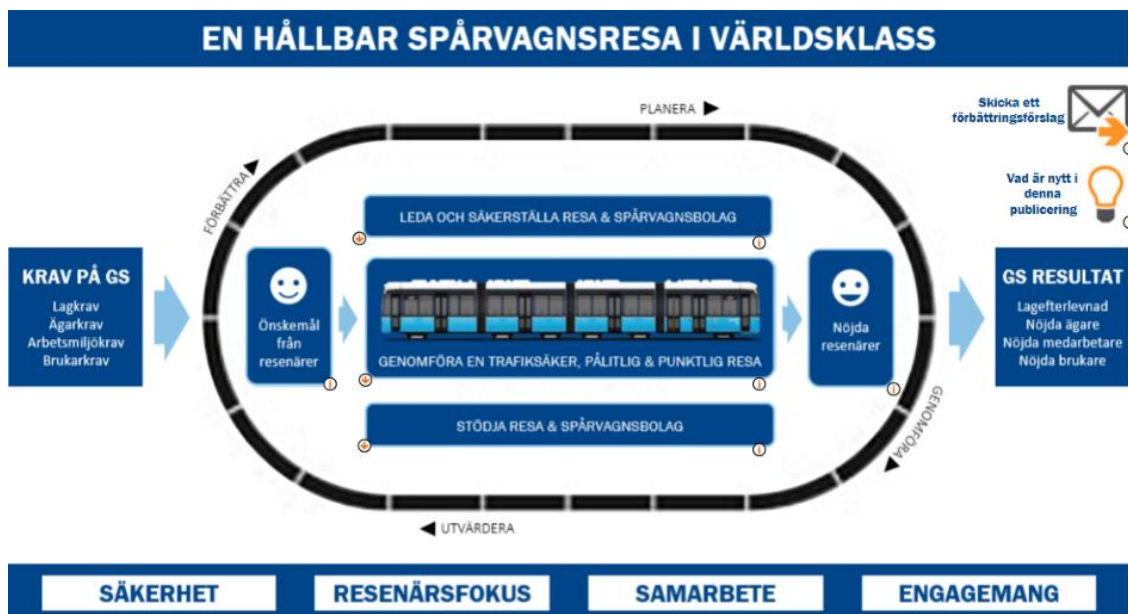 EN HÅLLBAR SPÅRVAGNSRESA I VÄRLDSKLASS
PLANERA
Skicka ett
förbättringsförslag
FÖRBÄTTRA
Vad är nytt i
denna
publicering
LEDA OCH SÄKERSTÄLLA RESA & SPÅRVAGNSBOLAG
KRAV PÅ GS
Lagkrav
Ägarkrav
Arbetsmiljökrav
Brukarkrav
Önskemål
från
resenärer
GENOMFÖRA EN TRAFIKSÄKER, PÅLITLIG & PUNKTLIG RESA
Nöjda
resenärer
GS RESULTAT
Lagefterlevnad
Nöjda ägare
Nöjda medarbetare
Nöjda brukare
STÖDJA RESA & SPÅRVAGNSBOLAG
GENOMFÖRA
UTVÄRDERA
SÄKERHET
RESENÄRSFOKUS
SAMARBETE
ENGAGEMANG